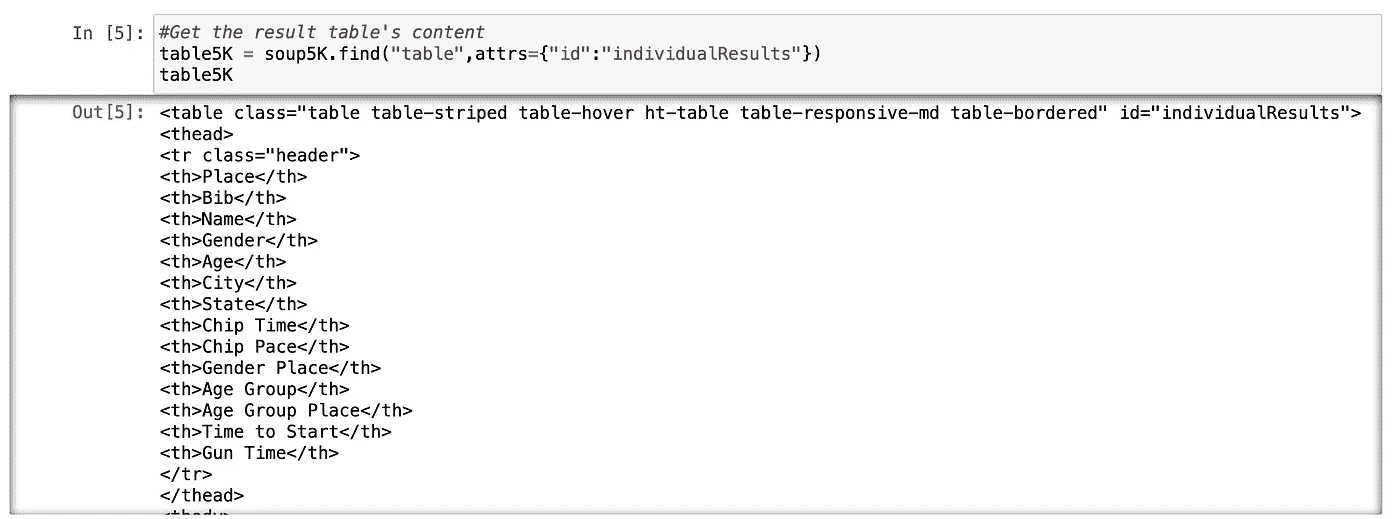 In [5]: #Get the result table's content
table5K = soup5K.find("table",attrs={"id":"individualResults"})
table5K
Out[5]: <table class="table table-striped table-hover ht-table table-responsive-md table-bordered" id="individualResults">
<thead>
<tr class="header">
<th>Place</th>
<th>Bib</th>
<th>Name</th>
<th>Gender</th>
<th>Age</th>
<th>City</th>
<th>State</th>
<th>Chip Time</th>
<th>Chip Pace</th>
<th>Gender Place</th>
<th>Age Group</th>
<th>Age Group Place</th>
<th>Time to Start</th>
<th>Gun Time</th>
</tr>
</thead>
<tbody>